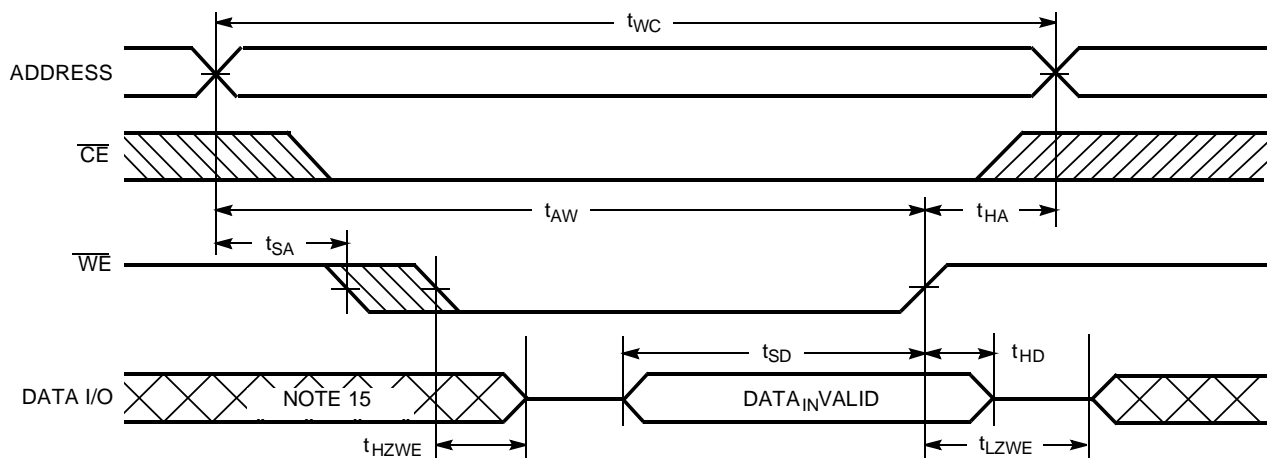 tWC
ADDRESS
CE
tAW
tHA
tSA
WE
tSD
tHD
DATA I/O
NOTE 15
DATAINVALID
tHZWE
tLZWE